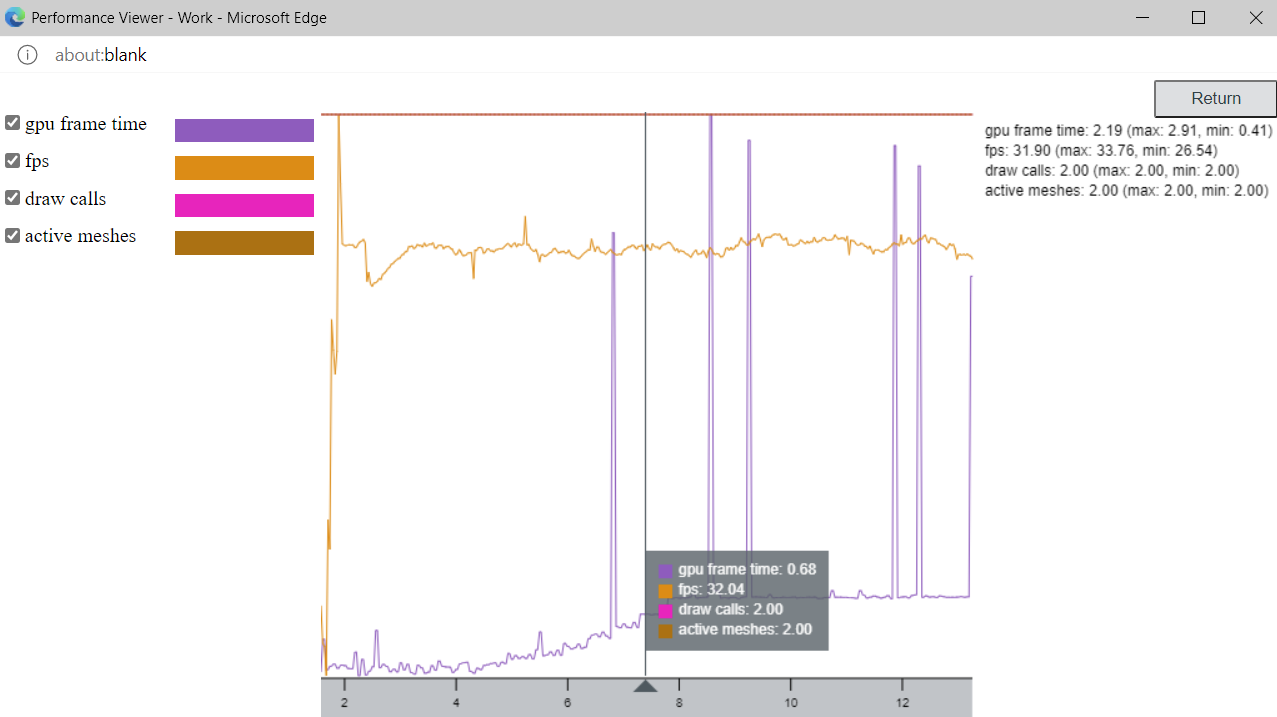 Performance Viewer - Work - Microsoft Edge
about:blank
Return
gpu frame time
fps
draw calls
active meshes
gpu frame time: 2.19 (max: 2.91, min: 0.41)
fps: 31.90 (max: 33.76, min: 26.54)
draw calls: 2.00 (max: 2.00, min: 2.00)
active meshes: 2.00 (max: 2.00, min: 2.00)
gpu frame time: 0.68
fps: 32.04
draw calls: 2.00
active meshes: 2.00
2 4 6 8 10 12